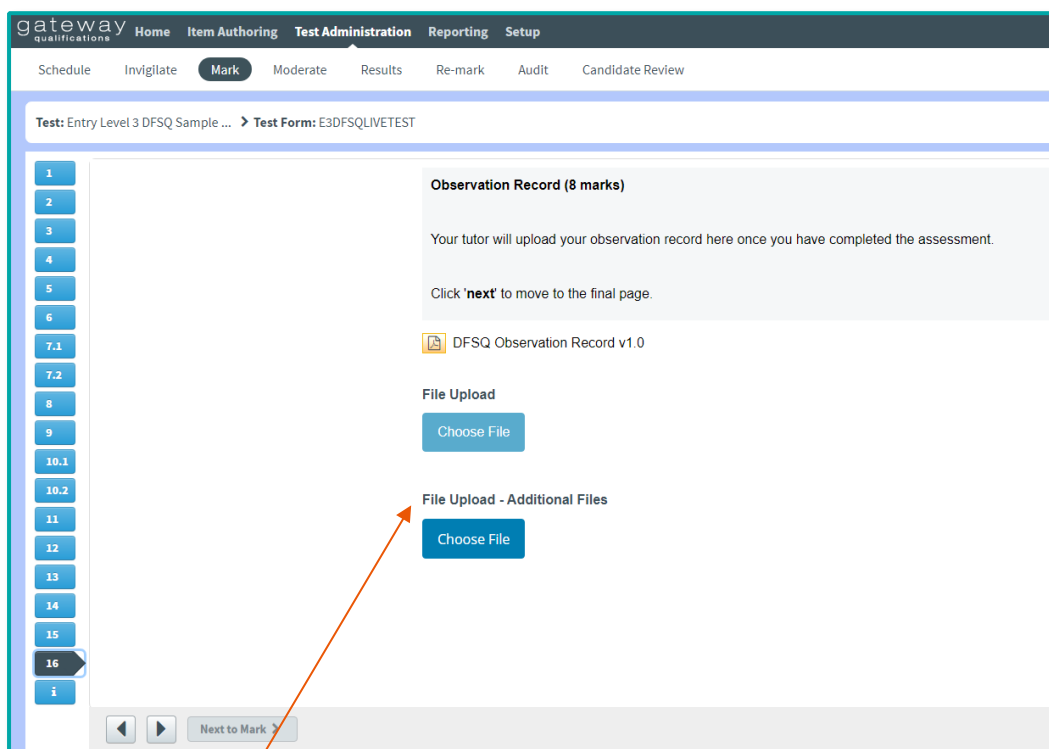 gateway
qualifications
Home Item Authoring Test Administration Reporting Setup
Schedule Invigilate Mark Moderate Results Re-mark Audit Candidate Review
Test: Entry Level 3 DFSQ Sample ... > Test Form: E3DFSQLIVETEST
1
2
3
4
5
6
7.1
7.2
8
9
10.1
10.2
11
12
13
14
15
16
i
Observation Record (8 marks)
Your tutor will upload your observation record here once you have completed the assessment.
Click 'next' to move to the final page.
DFSQ Observation Record v1.0
File Upload
Choose File
File Upload - Additional Files
Choose File
Next to Mark